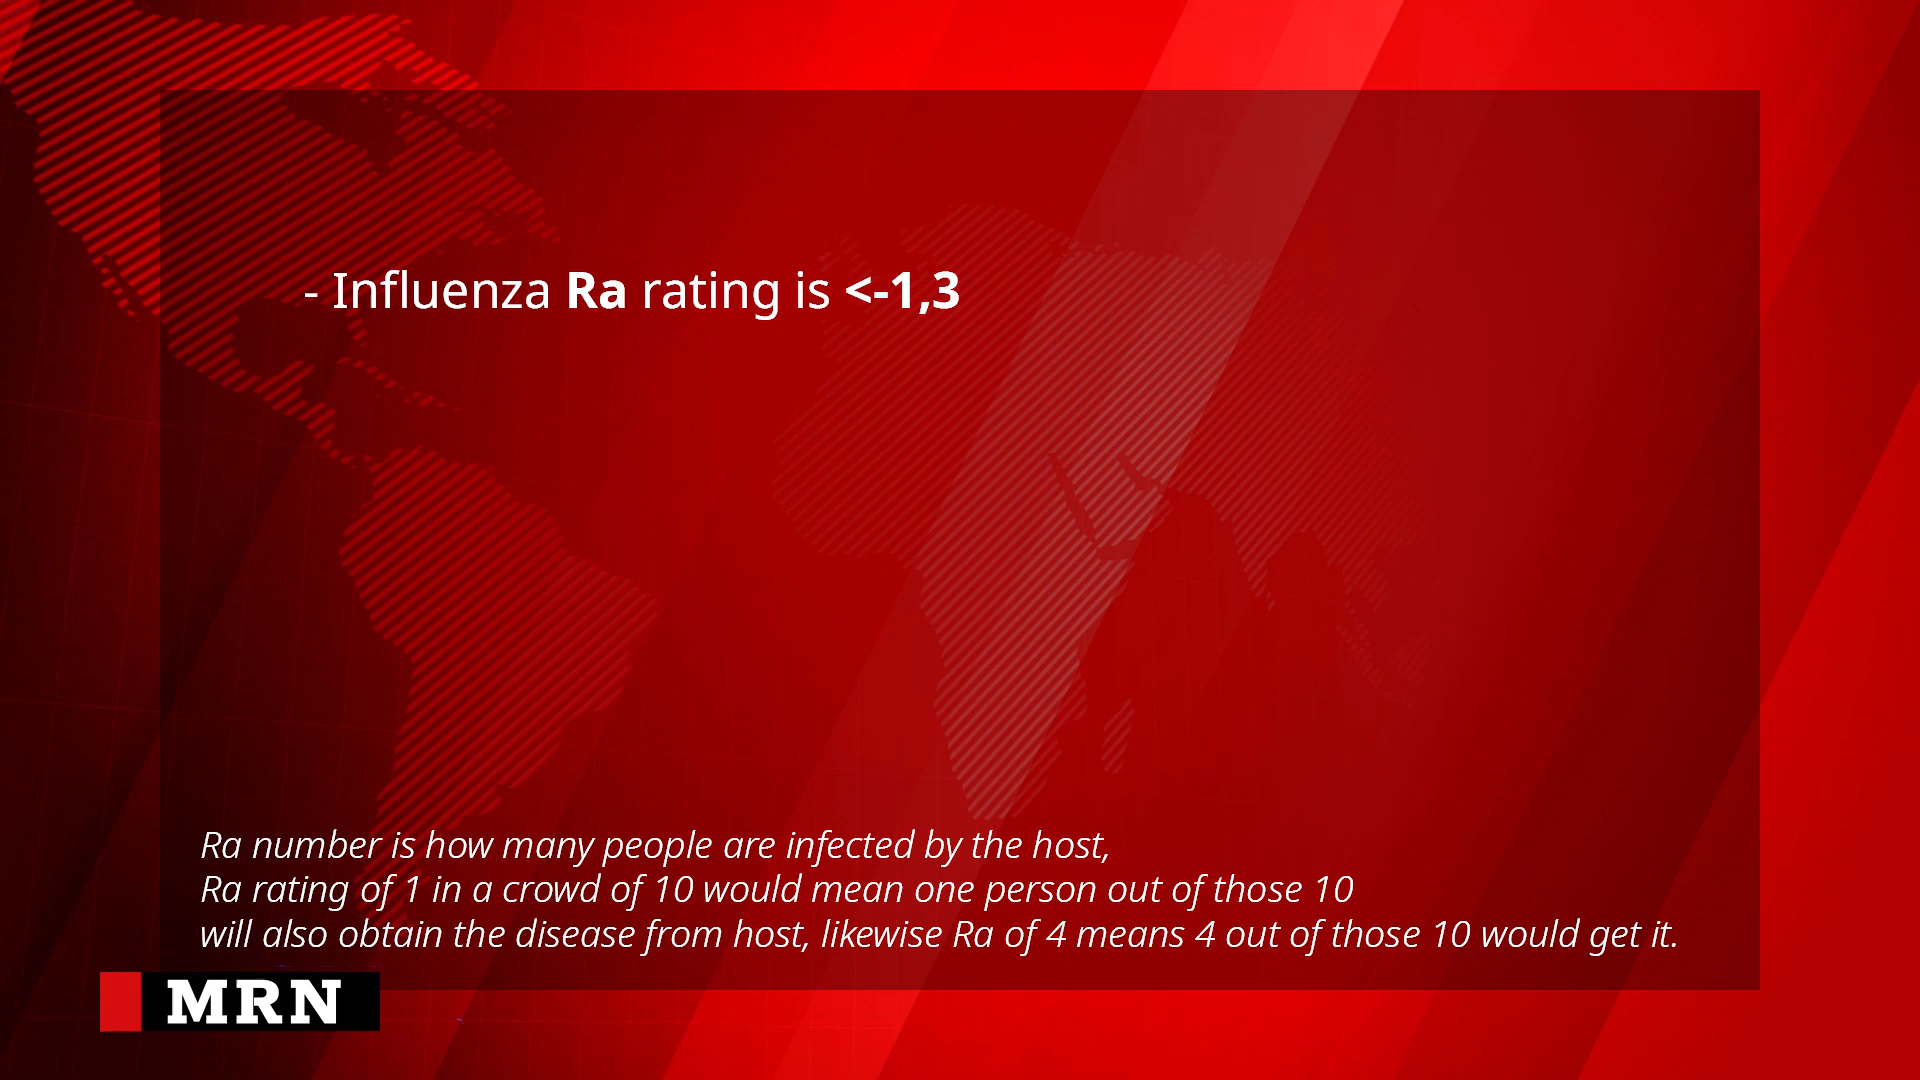 - Influenza Ra rating is <-1,3
Ra number is how many people are infected by the host,
Ra rating of 1 in a crowd of 10 would mean one person out of those 10
will also obtain the disease from host, likewise Ra of 4 means 4 out of those 10 would get it.
MRN